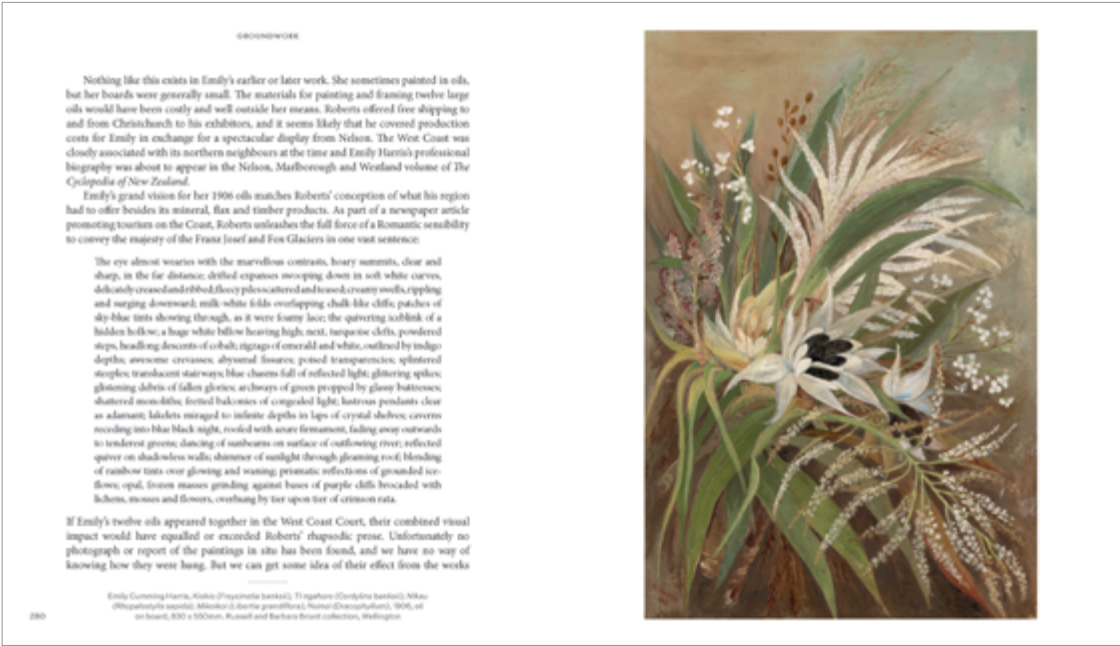 GROUNDWORK
Nothing like this exists in Emily's earlier or later work. She sometimes painted in oils,
but her boards were generally small. The materials for painting and framing twelve large
oils would have been costly and well outside her means. Roberts offered free shipping to
and from Christchurch to his exhibitors, and it seems likely that he covered production
costs for Emily in exchange for a spectacular display from Nelson. The West Coast was
closely associated with its northern neighbours at the time and Emily Harris's professional
biography was about to appear in the Nelson, Marlborough and Westland volume of The
Cyclopedia of New Zealand.
Emily's grand vision for her 1906 oils matches Roberts' conception of what his region
had to offer besides its mineral, flax and timber products. As part of a newspaper article
promoting tourism on the Coast, Roberts unleashes the full force of a Romantic sensibility
to convey the majesty of the Franz Josef and Fox Glaciers in one vast sentence:
The eye almost wearies with the marvellous contrasts, hoary summits, clear and
sharp, in the far distance; drifted expanses swooping down in soft white curves,
delicately creased and ribbed; fleecy piles scattered and teased; creamy swells, rippling
and surging downward; milk-white folds overlapping chalk-like cliffs; patches of
sky-blue tints showing through, as it were foamy lace; the quivering iceblink of a
hidden hollow; a huge white billow heaving high; next, turquoise clefts, powdered
steps, headlong descents of cobalt; zigzags of emerald and white, outlined by indigo
depths; awesome crevasses; abysmal fissures; poised transparencies; splintered
steeples; translucent stairways; blue chasms full of reflected light; glittering spikes;
glistening debris of fallen glories; archways of green propped by glassy buttresses;
shattered monoliths; fretted balconies of congealed light; lustrous pendants clear
as adamant; lakelets miraged to infinite depths in laps of crystal shelves; caverns
receding into blue black night, roofed with azure firmament, fading away outwards
to tenderest greens; dancing of sunbeams on surface of outflowing river; reflected
quiver on shadowless walls; shimmer of sunlight through gleaming roof; blending
of rainbow tints over glowing and waning; prismatic reflections of grounded ice-
flows; opal, frozen masses grinding against bases of purple cliffs brocaded with
lichens, mosses and flowers, overhung by tier upon tier of crimson rata.
If Emily's twelve oils appeared together in the West Coast Court, their combined visual
impact would have equalled or exceeded Roberts' rhapsodic prose. Unfortunately no
photograph or report of the paintings in situ has been found, and we have no way of
knowing how they were hung. But we can get some idea of their effect from the works
Emily Cumming Harris, Kiekie (Freycinetia banksii); Ti ngahere (Cordyline banksii); Nikau
(Rhopalostylis sapida); Mikoikoi (Libertia grandiflora); Neinei (Dracophyllum), 1906, oil
on board, 830 x 550mm. Russell and Barbara Briant collection, Wellington
280